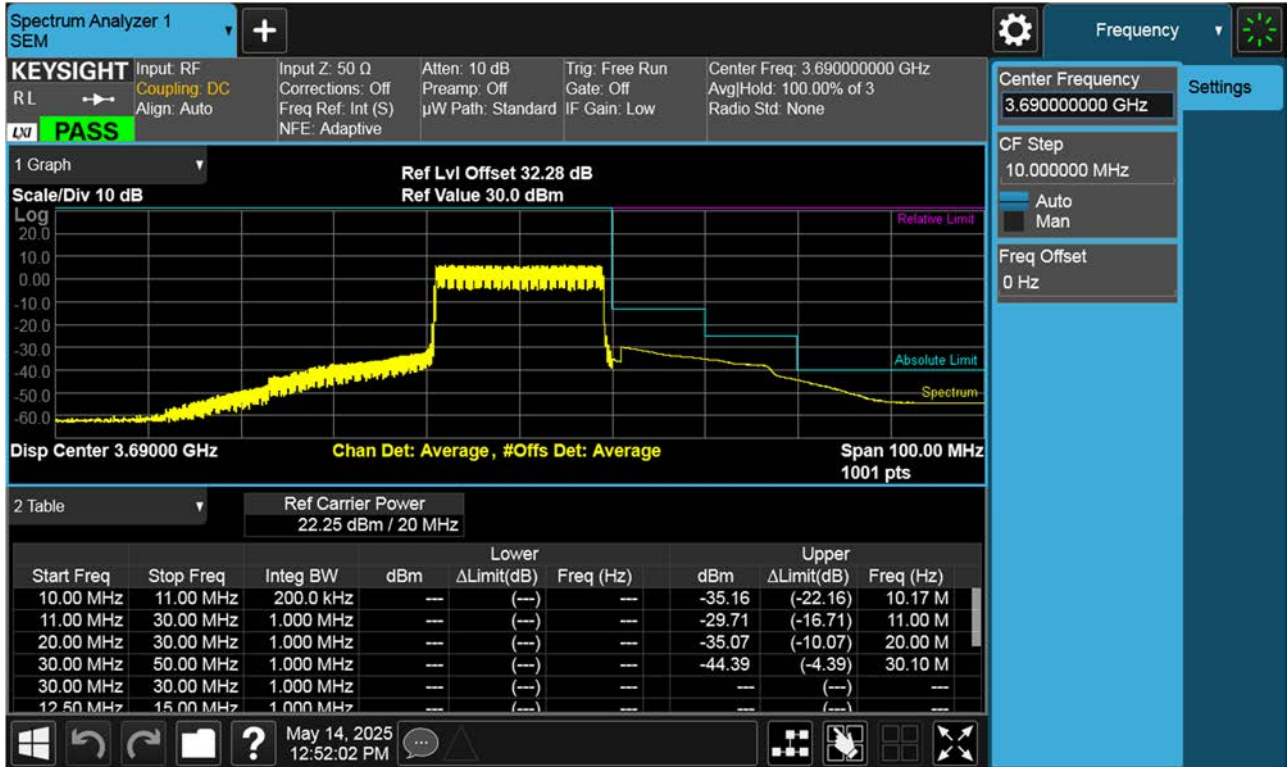 Spectrum Analyzer 1
SEM
+
Frequency
KEYSIGHT
RL
LXI
PASS
Input: RF
Coupling: DC
Align: Auto
Input Z: 50 Ω
Corrections: Off
Freq Ref: Int (S)
NFE: Adaptive
Atten: 10 dB
Preamp: Off
µW Path: Standard
Trig: Free Run
Gate: Off
IF Gain: Low
Center Freq: 3.690000000 GHz
Avg|Hold: 100.00% of 3
Radio Std: None
Center Frequency
3.690000000 GHz
Settings
CF Step
10.000000 MHz
Auto
Man
Freq Offset
0 Hz
1 Graph
Scale/Div 10 dB
Ref Lvl Offset 32.28 dB
Ref Value 30.0 dBm
Log
20.0
10.0
0.00
-10.0
-20.0
-30.0
-40.0
-50.0
-60.0
Relative Limit
Absolute Limit
Spectrum
Disp Center 3.69000 GHz
Chan Det: Average, #Offs Det: Average
Span 100.00 MHz
1001 pts
2 Table
Ref Carrier Power
22.25 dBm / 20 MHz
Lower Upper
Start Freq Stop Freq Integ BW dBm ΔLimit(dB) Freq (Hz) dBm ΔLimit(dB) Freq (Hz)
10.00 MHz 11.00 MHz 200.0 kHz --- (---) --- -35.16 (-22.16) 10.17 M
11.00 MHz 30.00 MHz 1.000 MHz --- (---) --- -29.71 (-16.71) 11.00 M
20.00 MHz 30.00 MHz 1.000 MHz --- (---) --- -35.07 (-10.07) 20.00 M
30.00 MHz 50.00 MHz 1.000 MHz --- (---) --- -44.39 (-4.39) 30.10 M
30.00 MHz 30.00 MHz 1.000 MHz --- (---) --- --- (---) ---
12.50 MHz 15.00 MHz 1.000 MHz --- (---) --- --- (---) ---
?
May 14, 2025
12:52:02 PM